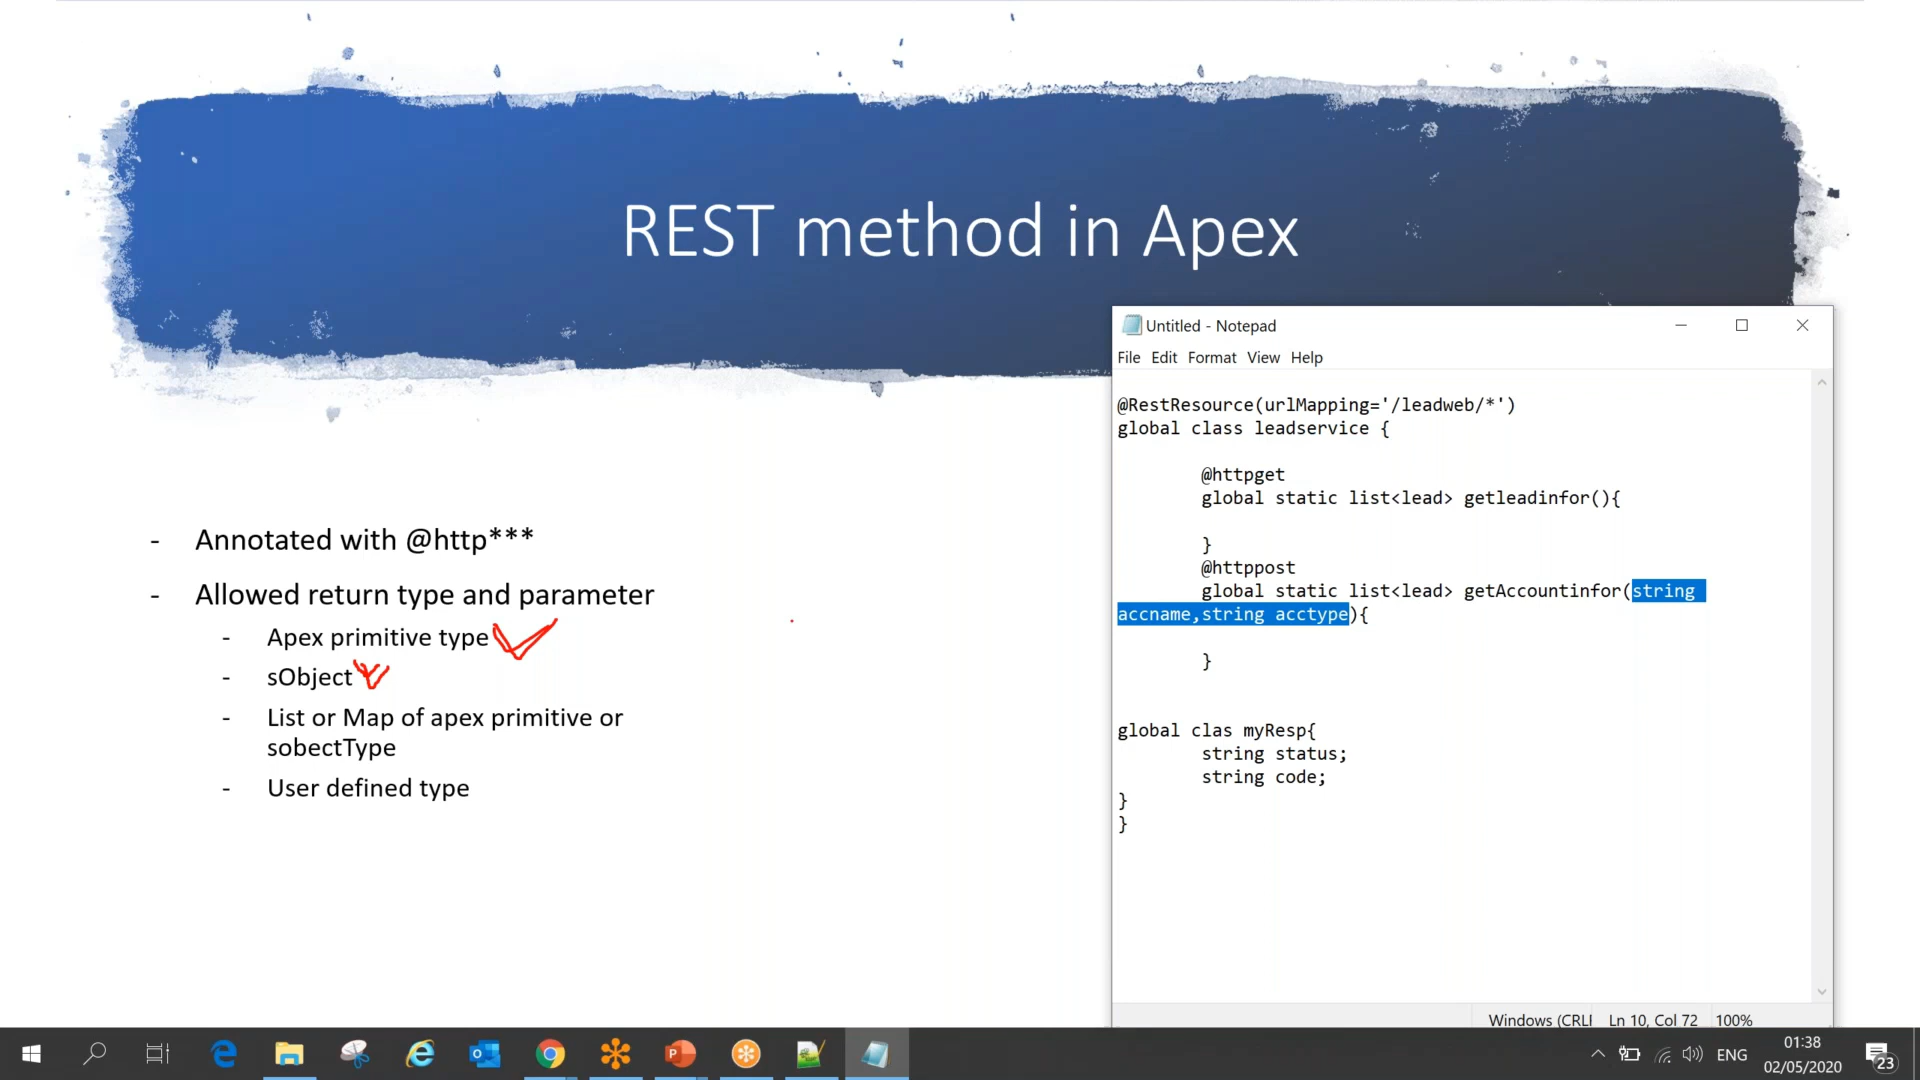 REST method in Apex
- Annotated with @http***
- Allowed return type and parameter
- Apex primitive type
- sObject
- List or Map of apex primitive or
sobectType
- User defined type
Untitled - Notepad
File Edit Format View Help
@RestResource(urlMapping='/leadweb/*')
global class leadservice {
@httpget
global static list<lead> getleadinfor(){
}
@httppost
global static list<lead> getAccountinfor(string
accname,string acctype){
}
global clas myResp{
string status;
string code;
}
}
Windows (CRLF Ln 10, Col 72 100%
ENG
01:38
02/05/2020
23